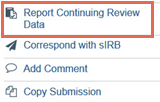 Report Continuing Review
Data
Correspond with sIRB
Add Comment
Copy Submission